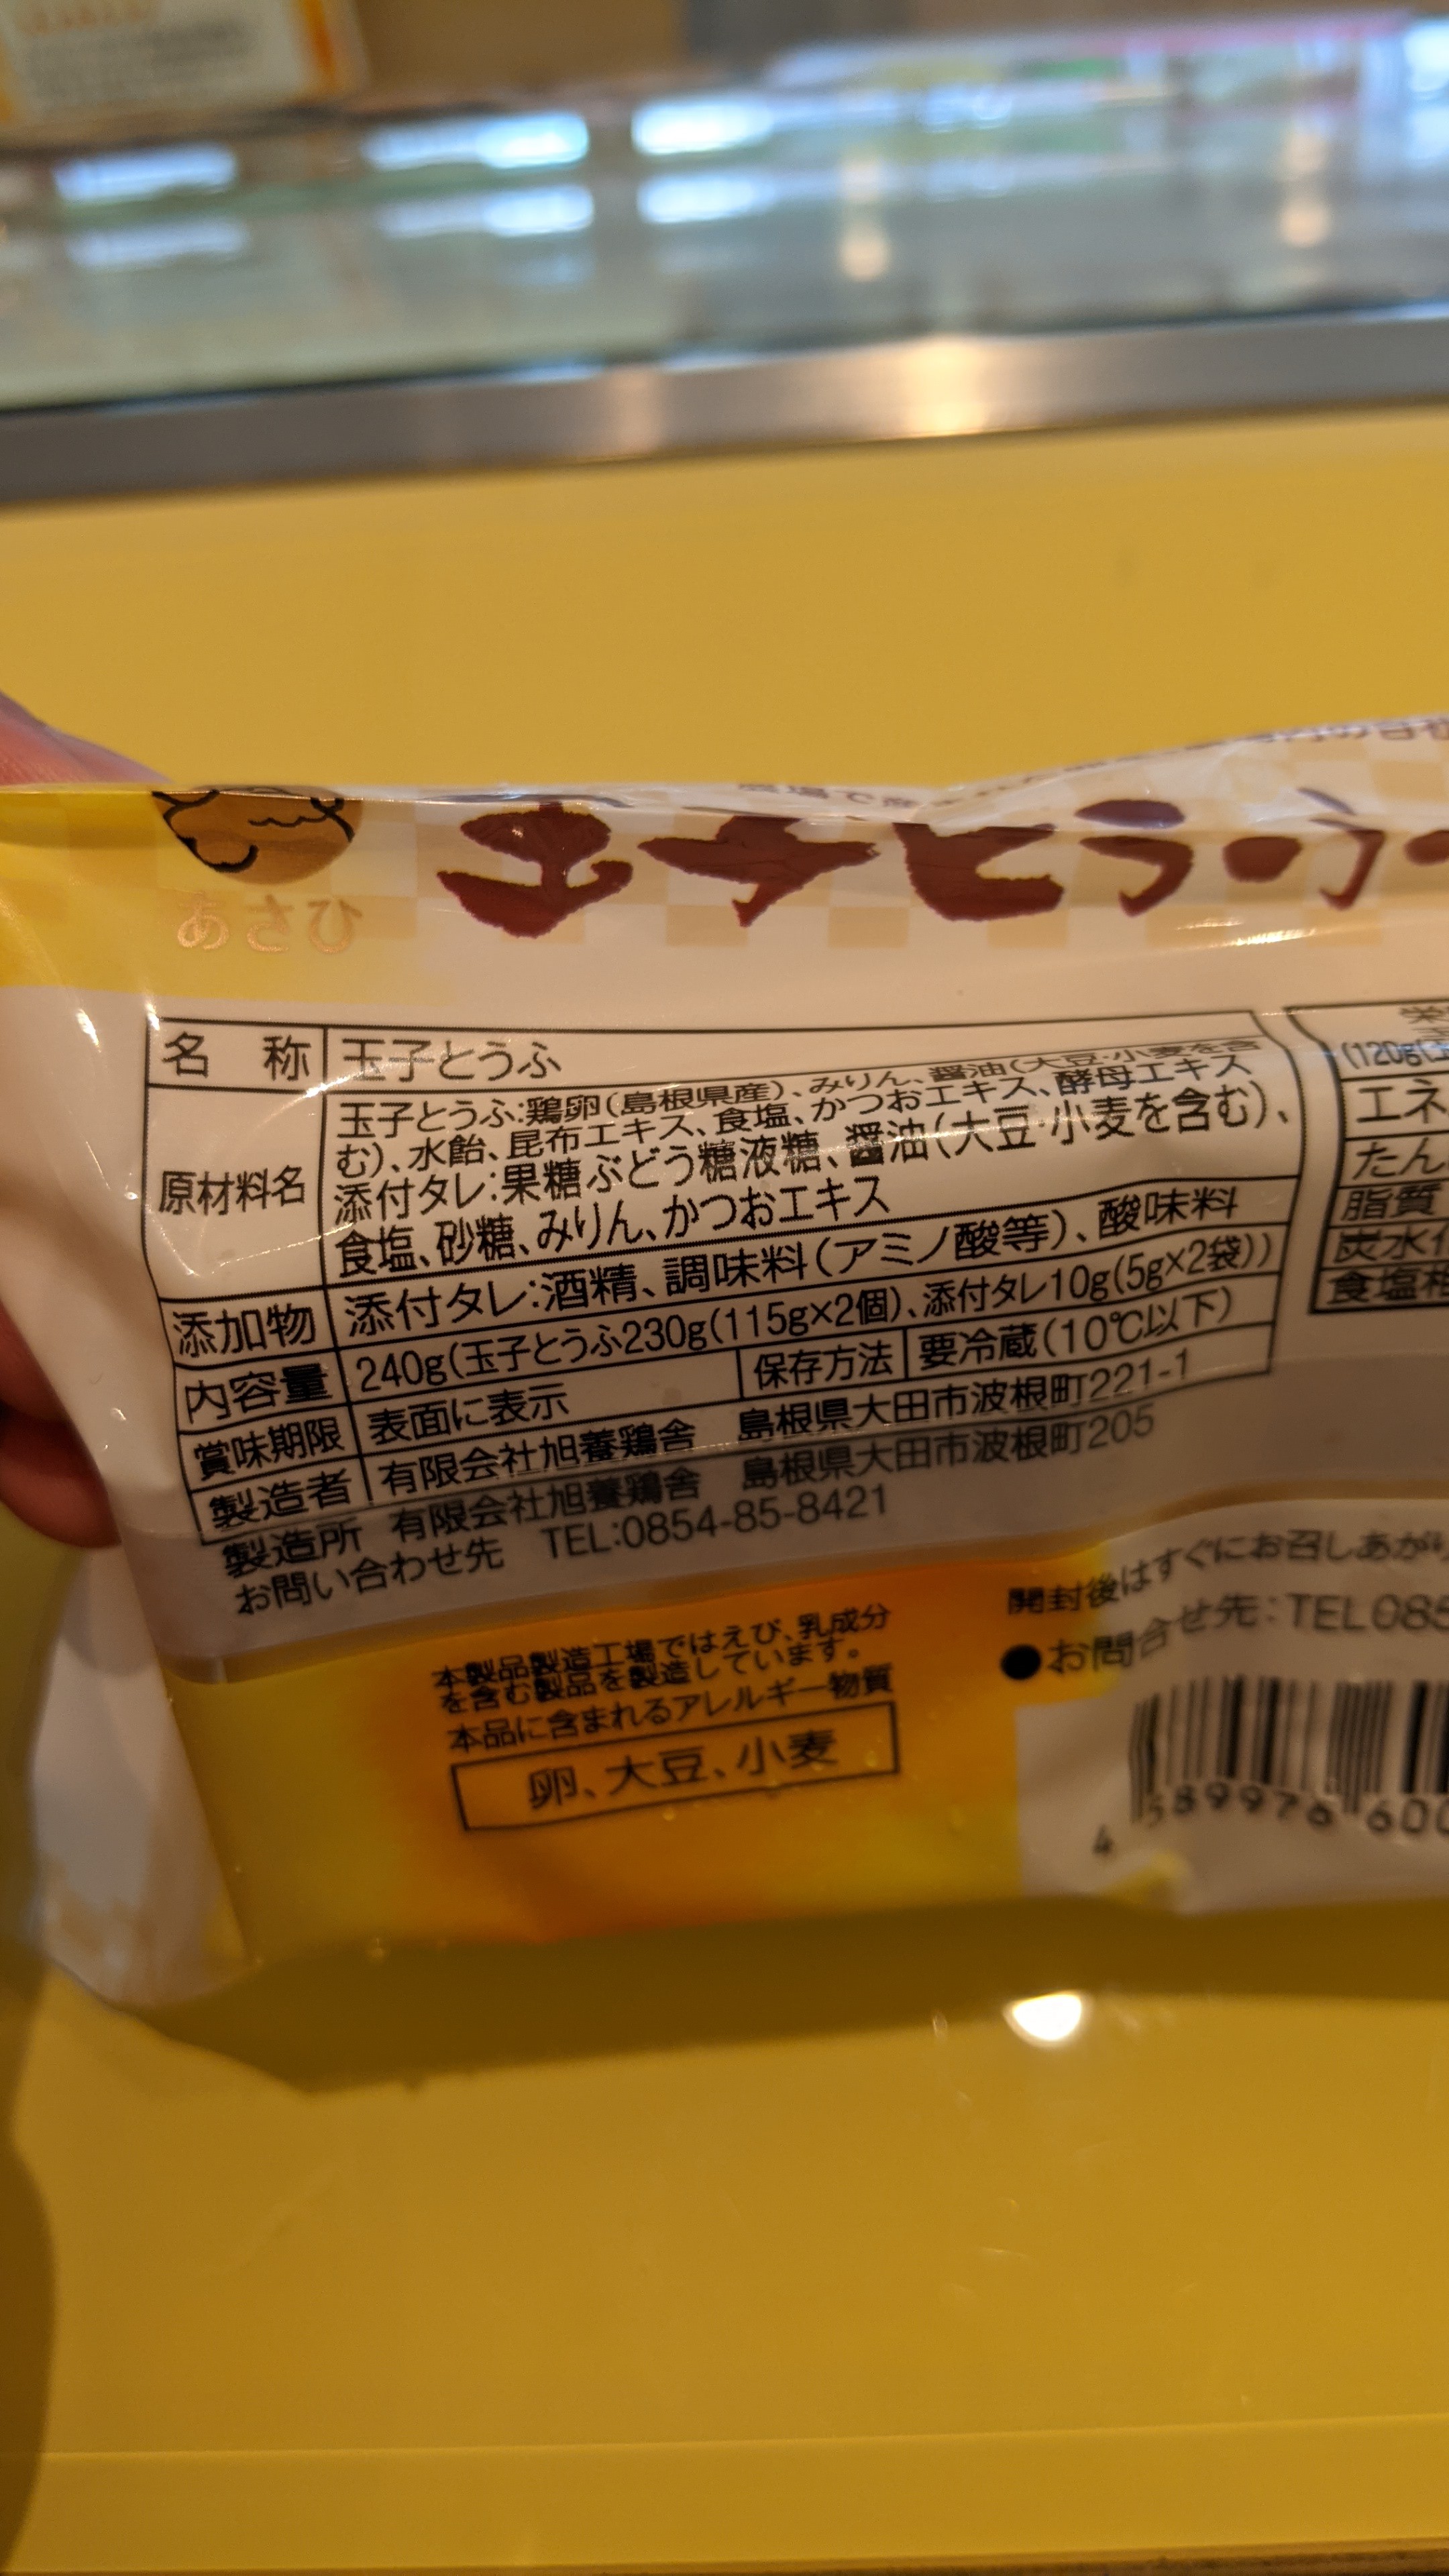 玉子とうふ
あさひ
名 称 玉子とうふ
原材料名
玉子とうふ:鶏卵(島根県産)、みりん、醤油(大豆・小麦を含
む)、水飴、昆布エキス、食塩、かつおエキス、酵母エキス
添付タレ:果糖ぶどう糖液糖、醤油(大豆・小麦を含む)、
食塩、砂糖、みりん、かつおエキス
添加物 添付タレ:酒精、調味料(アミノ酸等)、酸味料
内容量 240g(玉子とうふ230g(115g×2個)、添付タレ10g(5g×2袋))
賞味期限 表面に表示 保存方法 要冷蔵(10℃以下)
製造者 有限会社旭養鶏舎 島根県大田市波根町221-1
製造所 有限会社旭養鶏舎 島根県大田市波根町205
お問い合わせ先 TEL:0854-85-8421
(120g
エネ
たん
脂質
炭水
食塩
本製品製造工場ではえび、乳成分
を含む製品を製造しています。
本品に含まれるアレルギー物質
卵、大豆、小麦
開封後はすぐにお召しあがり
●お問合せ先:TEL085
4 589976 600